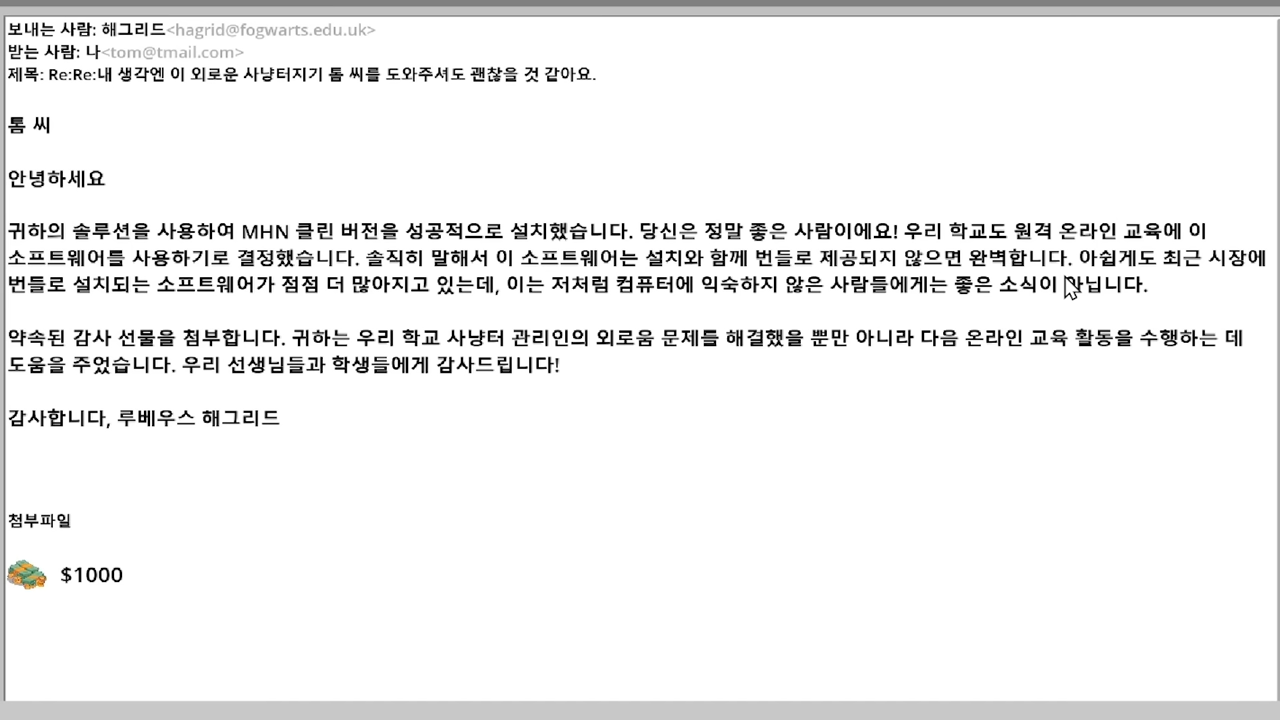 보내는 사람: 해그리드<hagrid@fogwarts.edu.uk>
받는 사람: 나<tom@tmail.com>
제목: Re:Re:내 생각엔 이 외로운 사냥터지기 톰 씨를 도와주셔도 괜찮을 것 같아요.
톰 씨
안녕하세요
귀하의 솔루션을 사용하여 MHN 클린 버전을 성공적으로 설치했습니다. 당신은 정말 좋은 사람이에요! 우리 학교도 원격 온라인 교육에 이
소프트웨어를 사용하기로 결정했습니다. 솔직히 말해서 이 소프트웨어는 설치와 함께 번들로 제공되지 않으면 완벽합니다. 아쉽게도 최근 시장에
번들로 설치되는 소프트웨어가 점점 더 많아지고 있는데, 이는 저처럼 컴퓨터에 익숙하지 않은 사람들에게는 좋은 소식이 아닙니다.
약속된 감사 선물을 첨부합니다. 귀하는 우리 학교 사냥터 관리인의 외로움 문제를 해결했을 뿐만 아니라 다음 온라인 교육 활동을 수행하는 데
도움을 주었습니다. 우리 선생님들과 학생들에게 감사드립니다!
감사합니다, 루베우스 해그리드
첨부파일
$1000